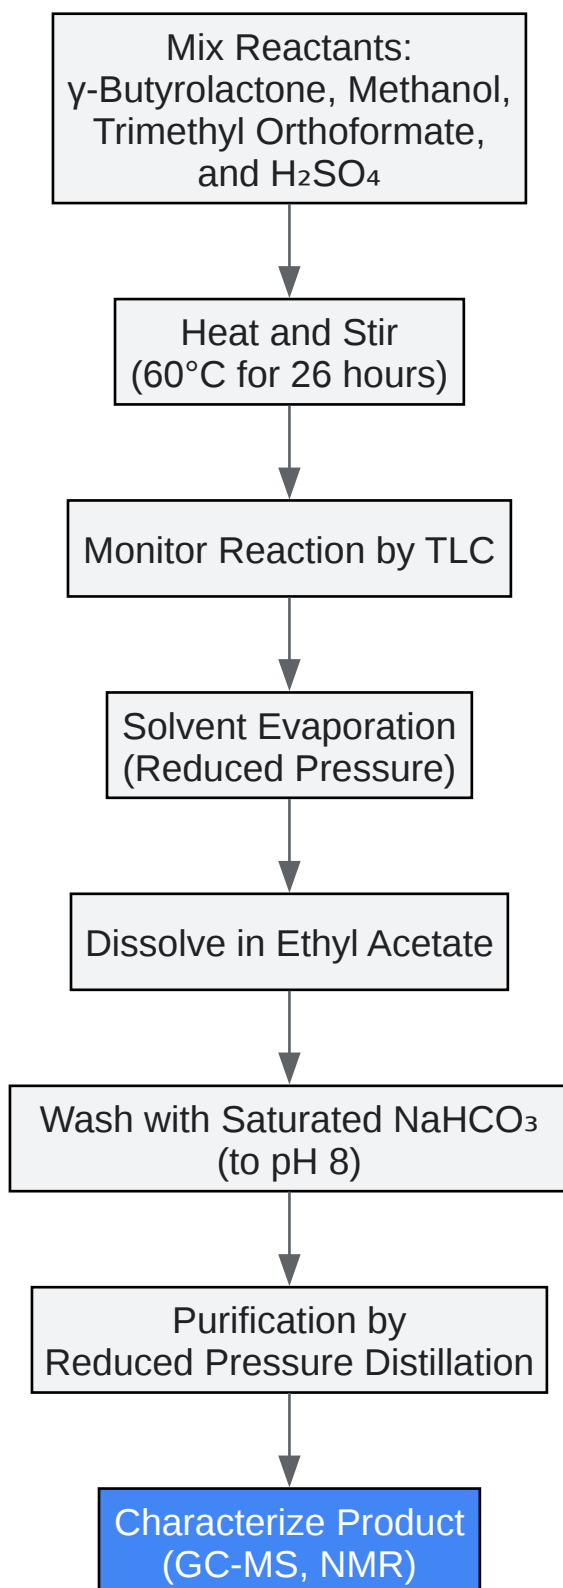 Mix Reactants:
γ-Butyrolactone, Methanol,
Trimethyl Orthoformate,
and H₂SO₄
Heat and Stir
(60°C for 26 hours)
Monitor Reaction by TLC
Solvent Evaporation
(Reduced Pressure)
Dissolve in Ethyl Acetate
Wash with Saturated NaHCO₃
(to pH 8)
Purification by
Reduced Pressure Distillation
Characterize Product
(GC-MS, NMR)